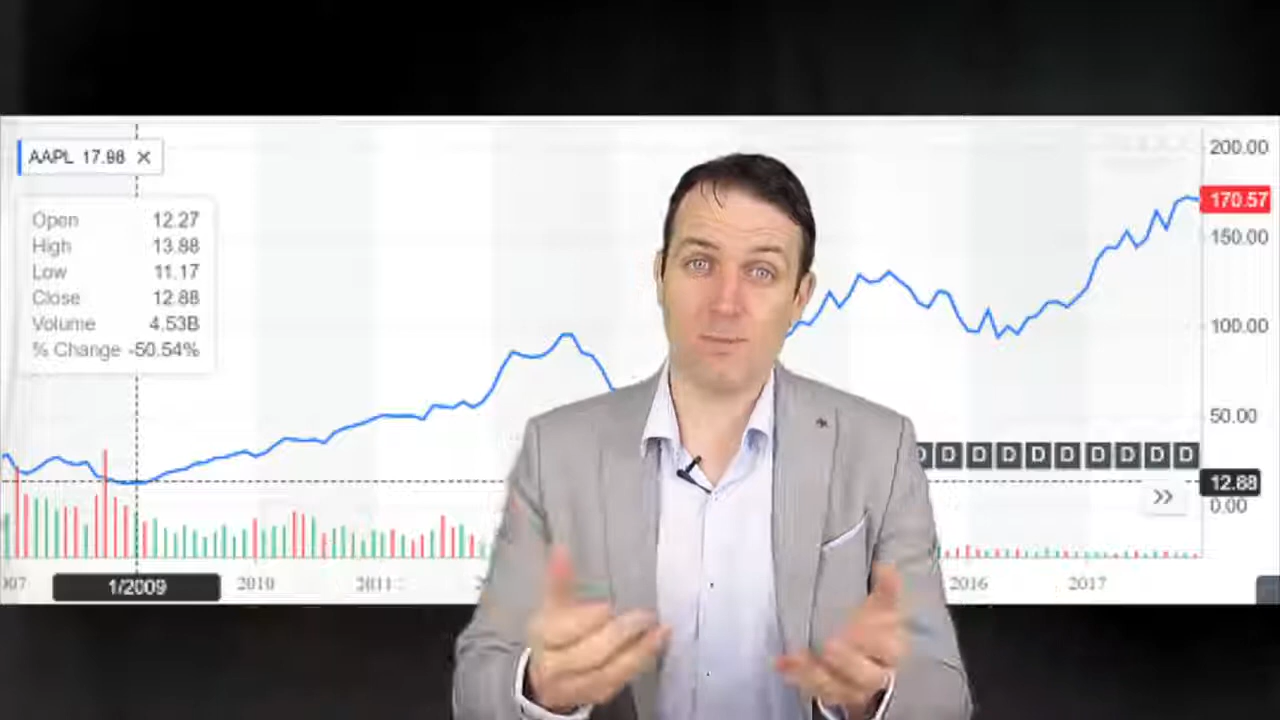 AAPL 17.98 ✕
Open 12.27
High 13.88
Low 11.17
Close 12.88
Volume 4.53B
% Change -50.54%
200.00
170.57
150.00
100.00
50.00
D D D D D D D D D D
12.88
0.00
1/2009 2010 2011 2016 2017